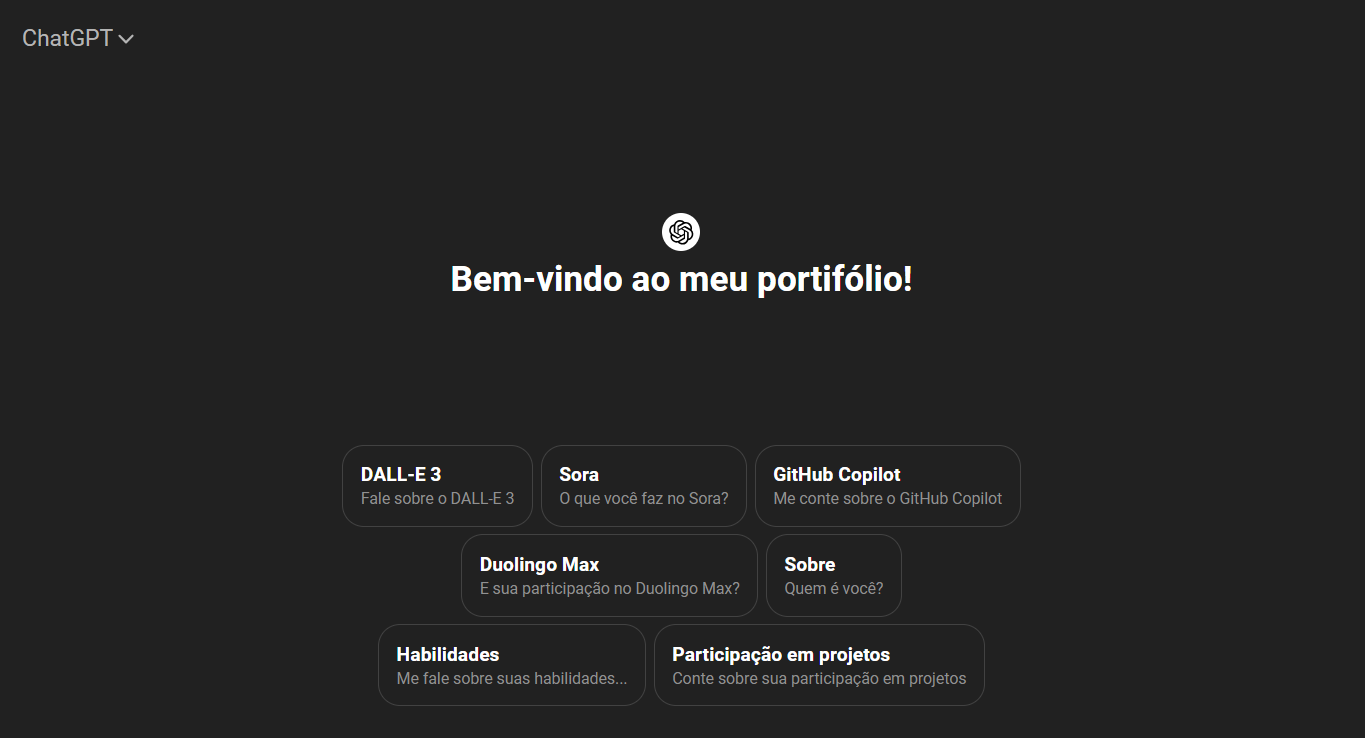 ChatGPT
Bem-vindo ao meu portifólio!
DALL-E 3
Fale sobre o DALL-E 3
Sora
O que você faz no Sora?
GitHub Copilot
Me conte sobre o GitHub Copilot
Duolingo Max
E sua participação no Duolingo Max?
Sobre
Quem é você?
Habilidades
Me fale sobre suas habilidades...
Participação em projetos
Conte sobre sua participação em projetos